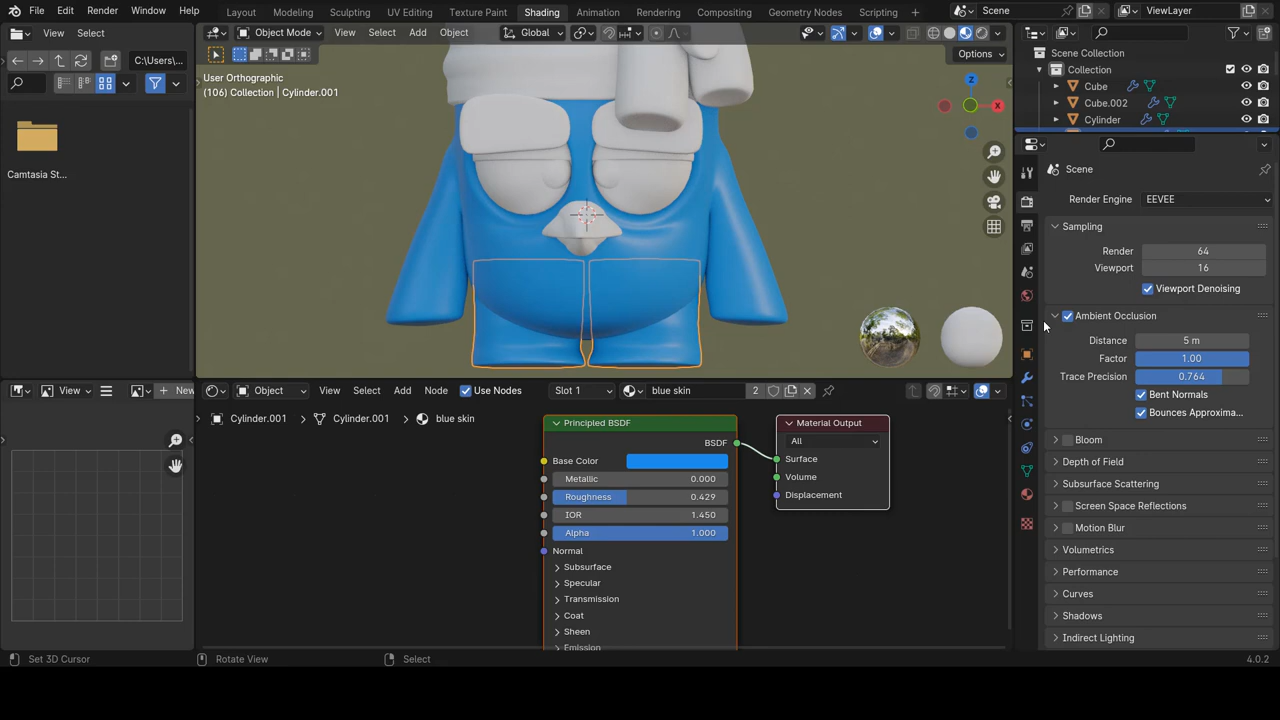 File Edit Render Window Help Layout Modeling Sculpting UV Editing Texture Paint Shading Animation Rendering Compositing Geometry Nodes Scene ViewLayer
View Select Object Mode View Select Add Object Global
C:\Users\... Options Scene Collection
User Orthographic Collection
(106) Collection | Cylinder.001 Cube
Cube.002
Cylinder
Z
X
Camtasia St...
Scene
Render Engine EEVEE
Sampling
Render 64
Viewport 16
Viewport Denoising
Ambient Occlusion
Distance 5 m
Factor 1.00
Trace Precision 0.764
Bent Normals
Bounces Approxima...
Bloom
Depth of Field
Subsurface Scattering
Screen Space Reflections
Motion Blur
Volumetrics
Performance
Curves
Shadows
Indirect Lighting
View New Object View Select Add Node Use Nodes Slot 1 blue skin 2
Cylinder.001 Cylinder.001 blue skin
Principled BSDF Material Output
BSDF All
Base Color Surface
Metallic 0.000 Volume
Roughness 0.429 Displacement
IOR 1.450
Alpha 1.000
Normal
Subsurface
Specular
Transmission
Coat
Sheen
Emission
Set 3D Cursor Rotate View Select 4.0.2